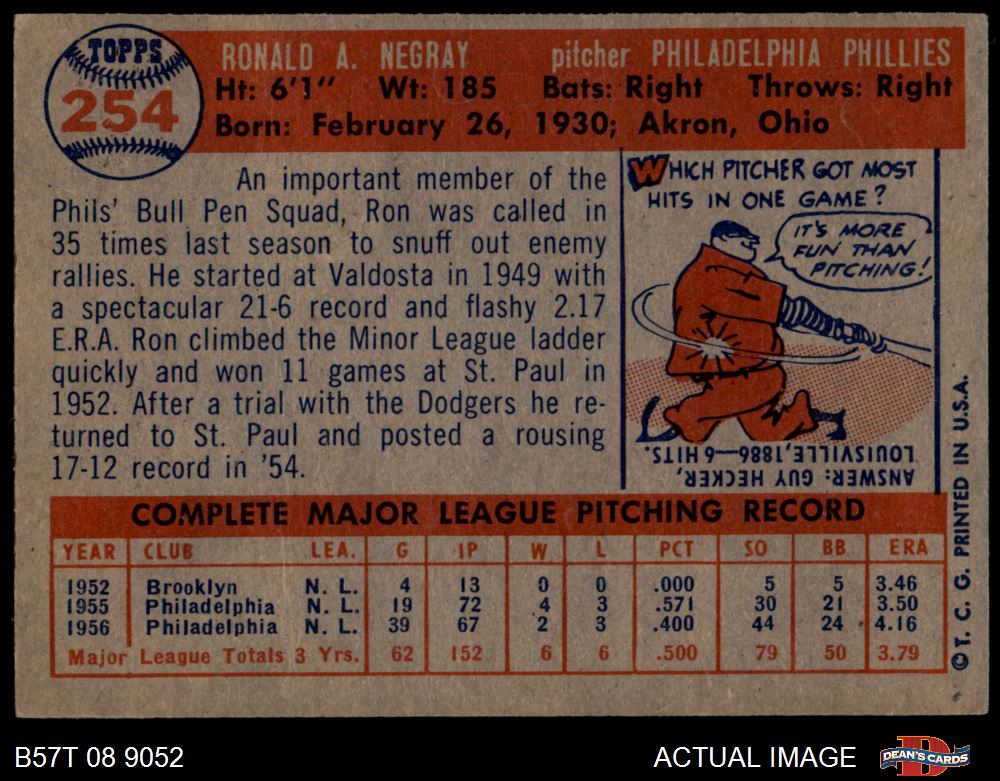 TOPPS
254
RONALD A. NEGRAY pitcher PHILADELPHIA PHILLIES
Ht: 6'1" Wt: 185 Bats: Right Throws: Right
Born: February 26, 1930; Akron, Ohio
An important member of the
Phils' Bull Pen Squad, Ron was called in
35 times last season to snuff out enemy
rallies. He started at Valdosta in 1949 with
a spectacular 21-6 record and flashy 2.17
E.R.A. Ron climbed the Minor League ladder
quickly and won 11 games at St. Paul in
1952. After a trial with the Dodgers he re-
turned to St. Paul and posted a rousing
17-12 record in '54.
WHICH PITCHER GOT MOST
HITS IN ONE GAME?
IT'S MORE
FUN THAN
PITCHING!
ANSWER: GUY HECKER,
LOUISVILLE, 1886—6 HITS.
COMPLETE MAJOR LEAGUE PITCHING RECORD
YEAR CLUB LEA. G IP W L PCT SO BB ERA
1952 Brooklyn N. L. 4 13 0 0 .000 5 5 3.46
1955 Philadelphia N. L. 19 72 4 3 .571 30 21 3.50
1956 Philadelphia N. L. 39 67 2 3 .400 44 24 4.16
Major League Totals 3 Yrs. 62 152 6 6 .500 79 50 3.79
© T. C. G. PRINTED IN U.S.A.
B57T 08 9052 ACTUAL IMAGE DEAN'S CARDS